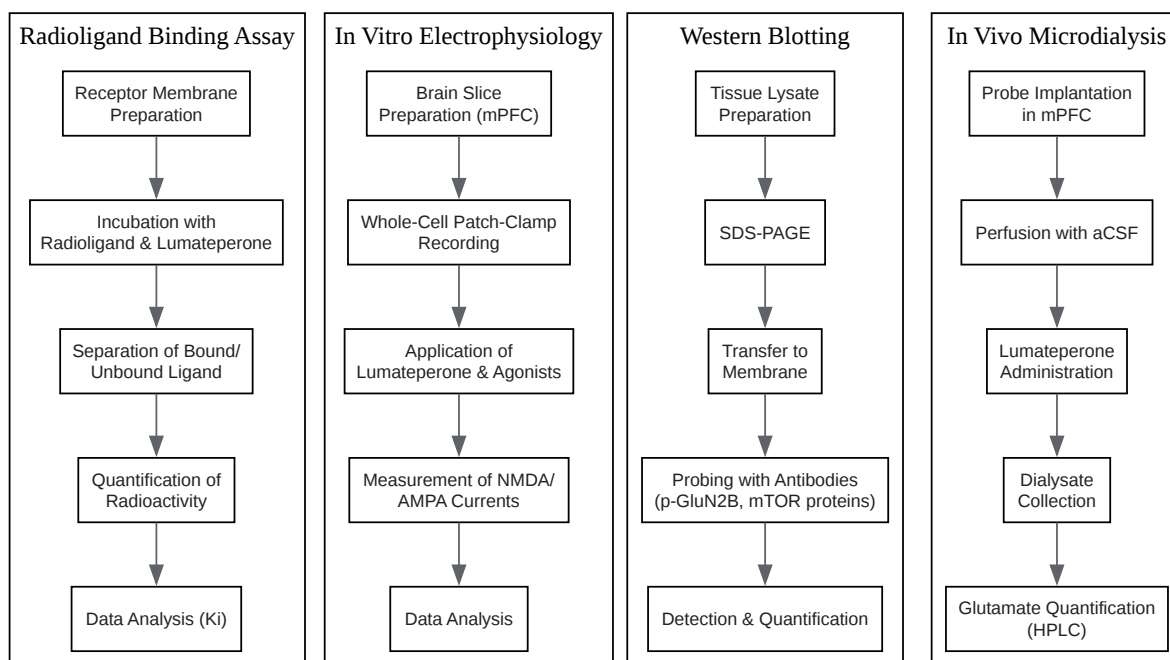 Radioligand Binding Assay
Receptor Membrane
Preparation
Incubation with
Radioligand & Lumateperone
Separation of Bound/
Unbound Ligand
Quantification of
Radioactivity
Data Analysis (Ki)
In Vitro Electrophysiology
Brain Slice
Preparation (mPFC)
Whole-Cell Patch-Clamp
Recording
Application of
Lumateperone & Agonists
Measurement of NMDA/
AMPA Currents
Data Analysis
Western Blotting
Tissue Lysate
Preparation
SDS-PAGE
Transfer to
Membrane
Probing with Antibodies
(p-GluN2B, mTOR proteins)
Detection & Quantification
In Vivo Microdialysis
Probe Implantation
in mPFC
Perfusion with aCSF
Lumateperone
Administration
Dialysate
Collection
Glutamate Quantification
(HPLC)